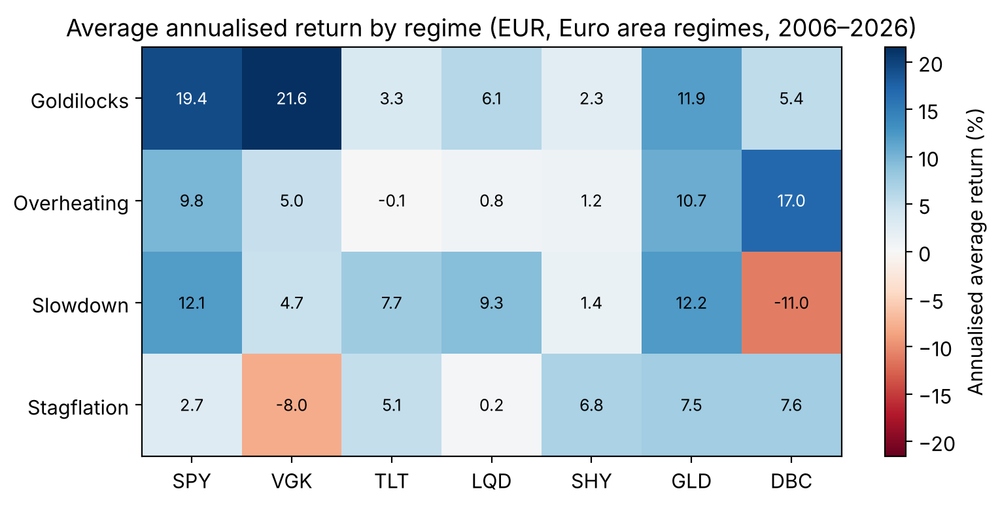 Average annualised return by regime (EUR, Euro area regimes, 2006–2026)
Goldilocks 19.4 21.6 3.3 6.1 2.3 11.9 5.4
Overheating 9.8 5.0 -0.1 0.8 1.2 10.7 17.0
Slowdown 12.1 4.7 7.7 9.3 1.4 12.2 -11.0
Stagflation 2.7 -8.0 5.1 0.2 6.8 7.5 7.6
SPY VGK TLT LQD SHY GLD DBC
20
15
10
5
0
−5
−10
−15
−20
Annualised average return (%)